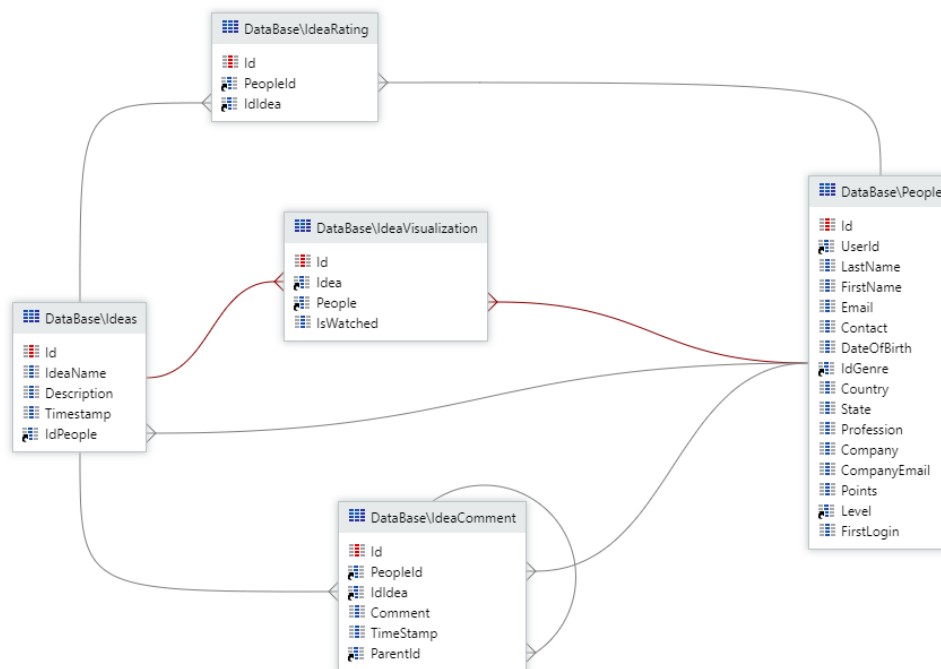 DataBase\IdeaRating
Id
PeopleId
IdIdea
DataBase\People
Id
UserId
LastName
FirstName
Email
Contact
DateOfBirth
IdGenre
Country
State
Profession
Company
CompanyEmail
Points
Level
FirstLogin
DataBase\IdeaVisualization
Id
Idea
People
IsWatched
DataBase\Ideas
Id
IdeaName
Description
Timestamp
IdPeople
DataBase\IdeaComment
Id
PeopleId
IdIdea
Comment
TimeStamp
ParentId